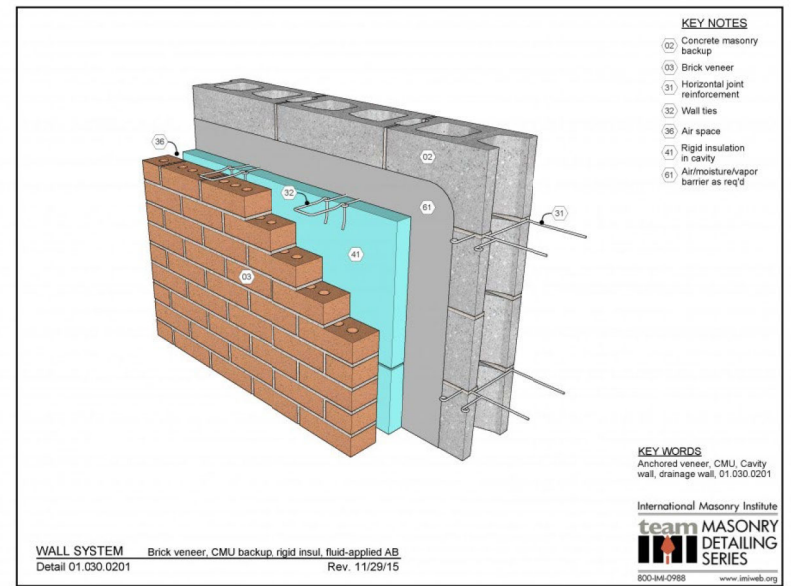 KEY NOTES
02 Concrete masonry
backup
03 Brick veneer
31 Horizontal joint
reinforcement
32 Wall ties
36 Air space
41 Rigid insulation
in cavity
61 Air/moisture/vapor
barrier as req'd
36
02
32
61
31
41
03
KEY WORDS
Anchored veneer, CMU, Cavity
wall, drainage wall, 01.030.0201
International Masonry Institute
team MASONRY
DETAILING
SERIES
800-IMI-0988 www.imiweb.org
WALL SYSTEM Brick veneer, CMU backup, rigid insul, fluid-applied AB
Detail 01.030.0201 Rev. 11/29/15